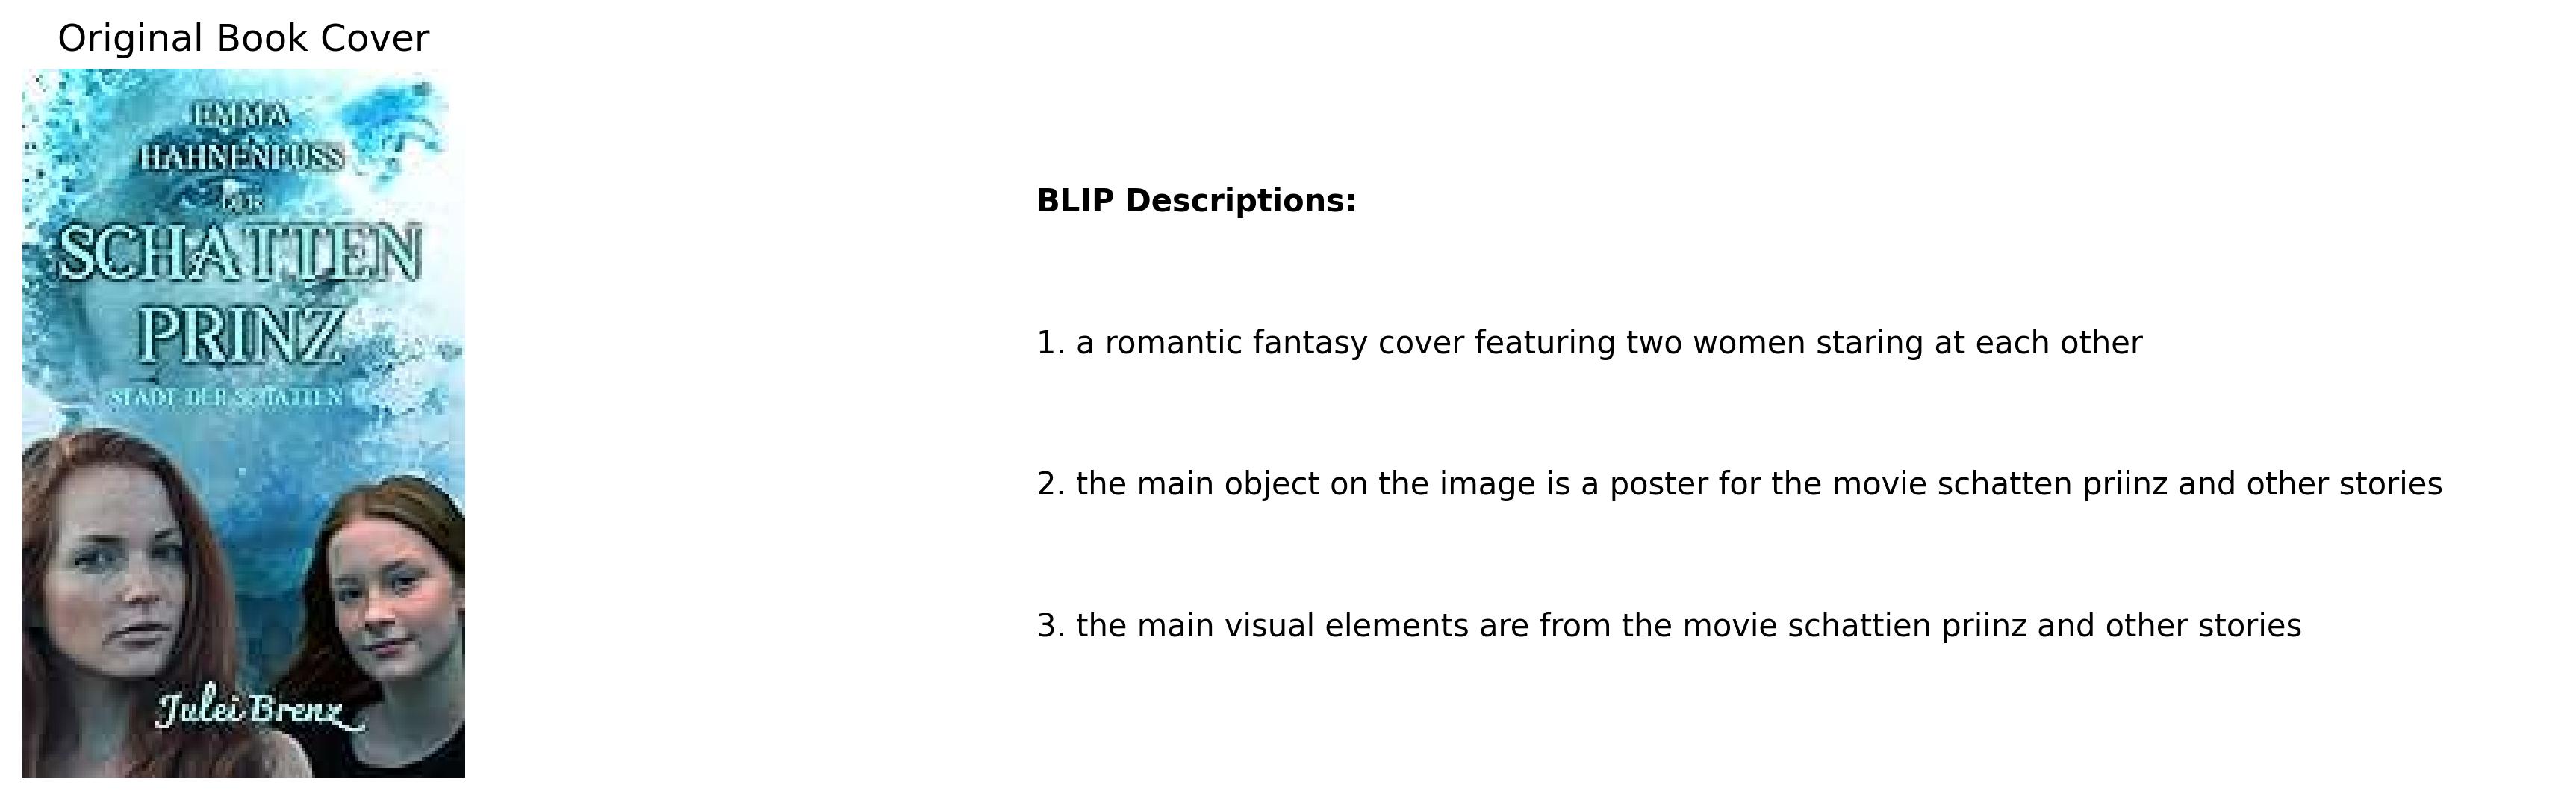 Original Book Cover
EMMA
HAHNENFUSS
DER
SCHATTEN
PRINZ
STADT DER SCHATTEN
Julei Brenz
BLIP Descriptions:
1. a romantic fantasy cover featuring two women staring at each other
2. the main object on the image is a poster for the movie schatten priinz and other stories
3. the main visual elements are from the movie schattien priinz and other stories